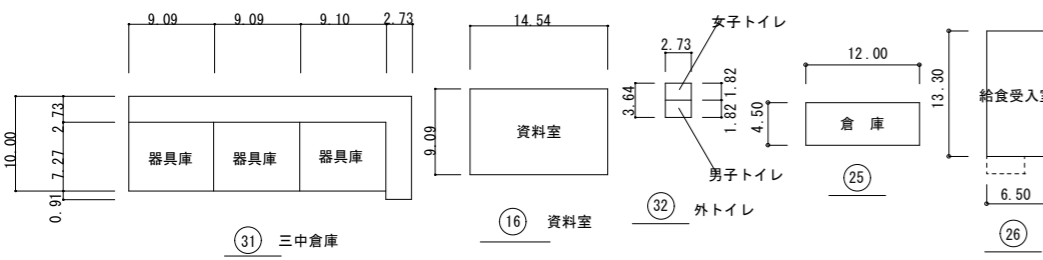 9.09 9.09 9.10 2.73
10.00
2.73
7.27
0.91
器具庫 器具庫 器具庫
31 三中倉庫
14.54
9.09
資料室
16 資料室
女子トイレ
2.73
3.64
1.82
1.82
男子トイレ
32 外トイレ
12.00
4.50
倉 庫
25
13.30
給食受入室
6.50
26